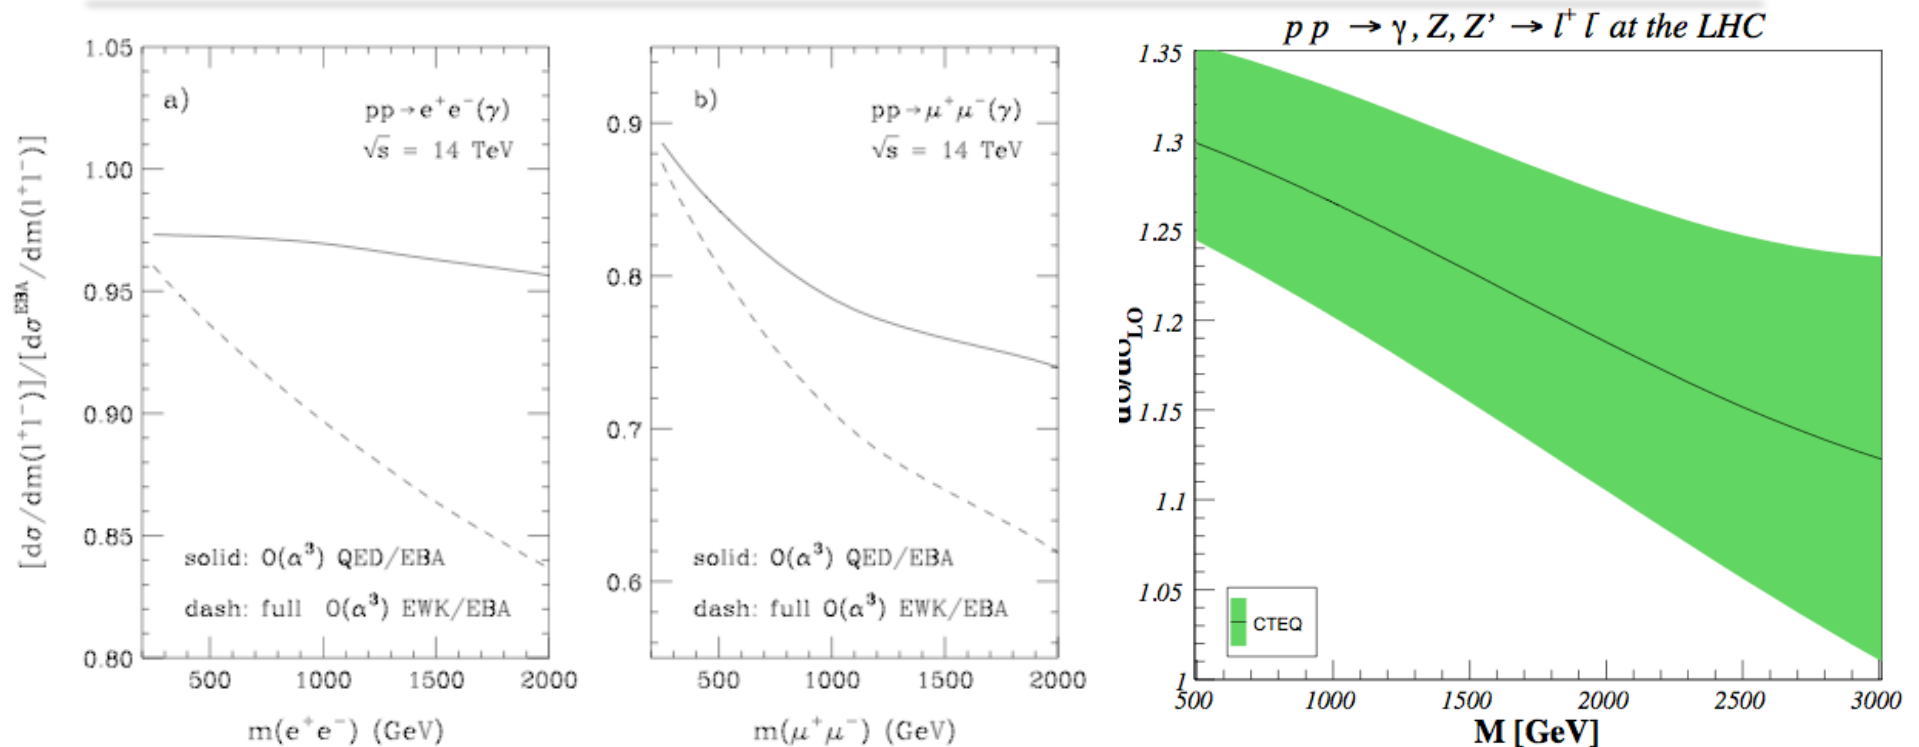 p p → γ, Z, Z' → l⁺ l⁻ at the LHC
[dσ/dm(l⁺l⁻)]/[dσᴱᴮᴬ/dm(l⁺l⁻)]
1.05
1.00
0.95
0.90
0.85
0.80
a)
pp→e⁺e⁻(γ)
√s = 14 TeV
solid: O(α³) QED/EBA
dash: full O(α³) EWK/EBA
500 1000 1500 2000
m(e⁺e⁻) (GeV)
0.9
0.8
0.7
0.6
b)
pp→μ⁺μ⁻(γ)
√s = 14 TeV
solid: O(α³) QED/EBA
dash: full O(α³) EWK/EBA
500 1000 1500 2000
m(μ⁺μ⁻) (GeV)
dσ/dσLO
1.35
1.3
1.25
1.2
1.15
1.1
1.05
1
CTEQ
500 1000 1500 2000 2500 3000
M [GeV]